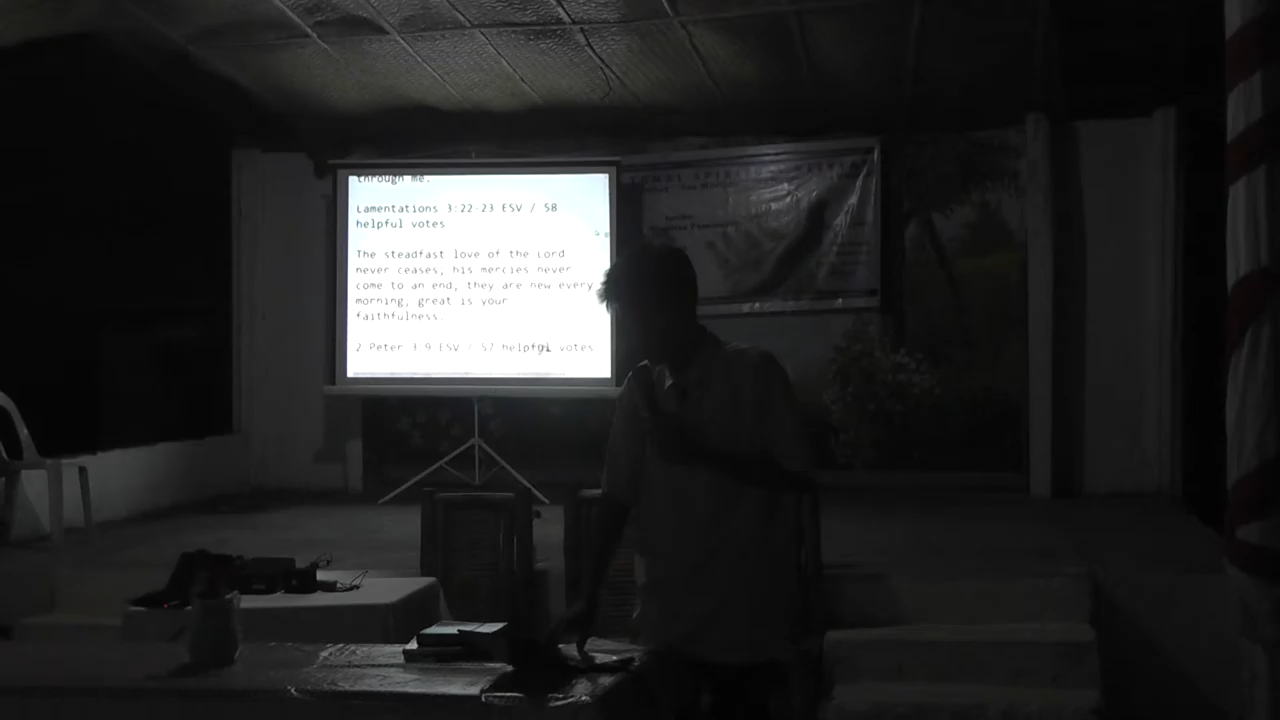 through me.
Lamentations 3:22-23 ESV / 58
helpful votes
The steadfast love of the Lord
never ceases, his mercies never
come to an end, they are new every
morning, great is your
faithfulness.
2 Peter 3 9 ESV / 57 helpful votes